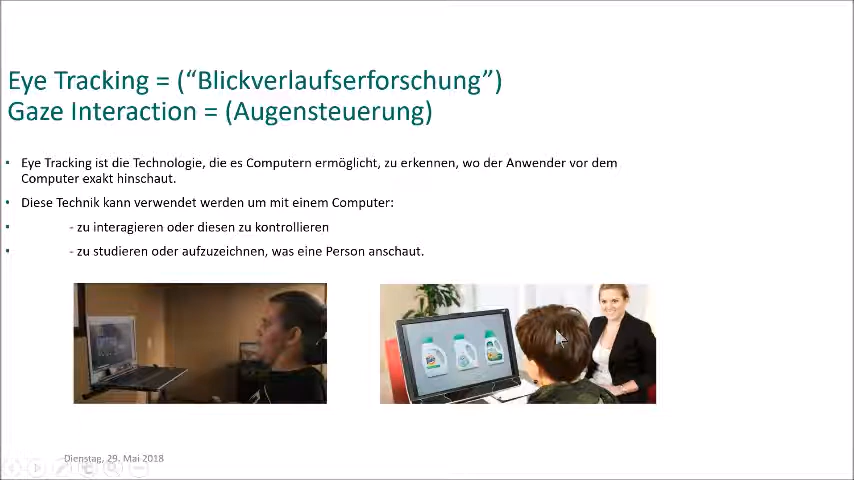 Eye Tracking = (“Blickverlaufserforschung”)
Gaze Interaction = (Augensteuerung)
• Eye Tracking ist die Technologie, die es Computern ermöglicht, zu erkennen, wo der Anwender vor dem
Computer exakt hinschaut.
• Diese Technik kann verwendet werden um mit einem Computer:
• - zu interagieren oder diesen zu kontrollieren
• - zu studieren oder aufzuzeichnen, was eine Person anschaut.
Dienstag, 29. Mai 2018